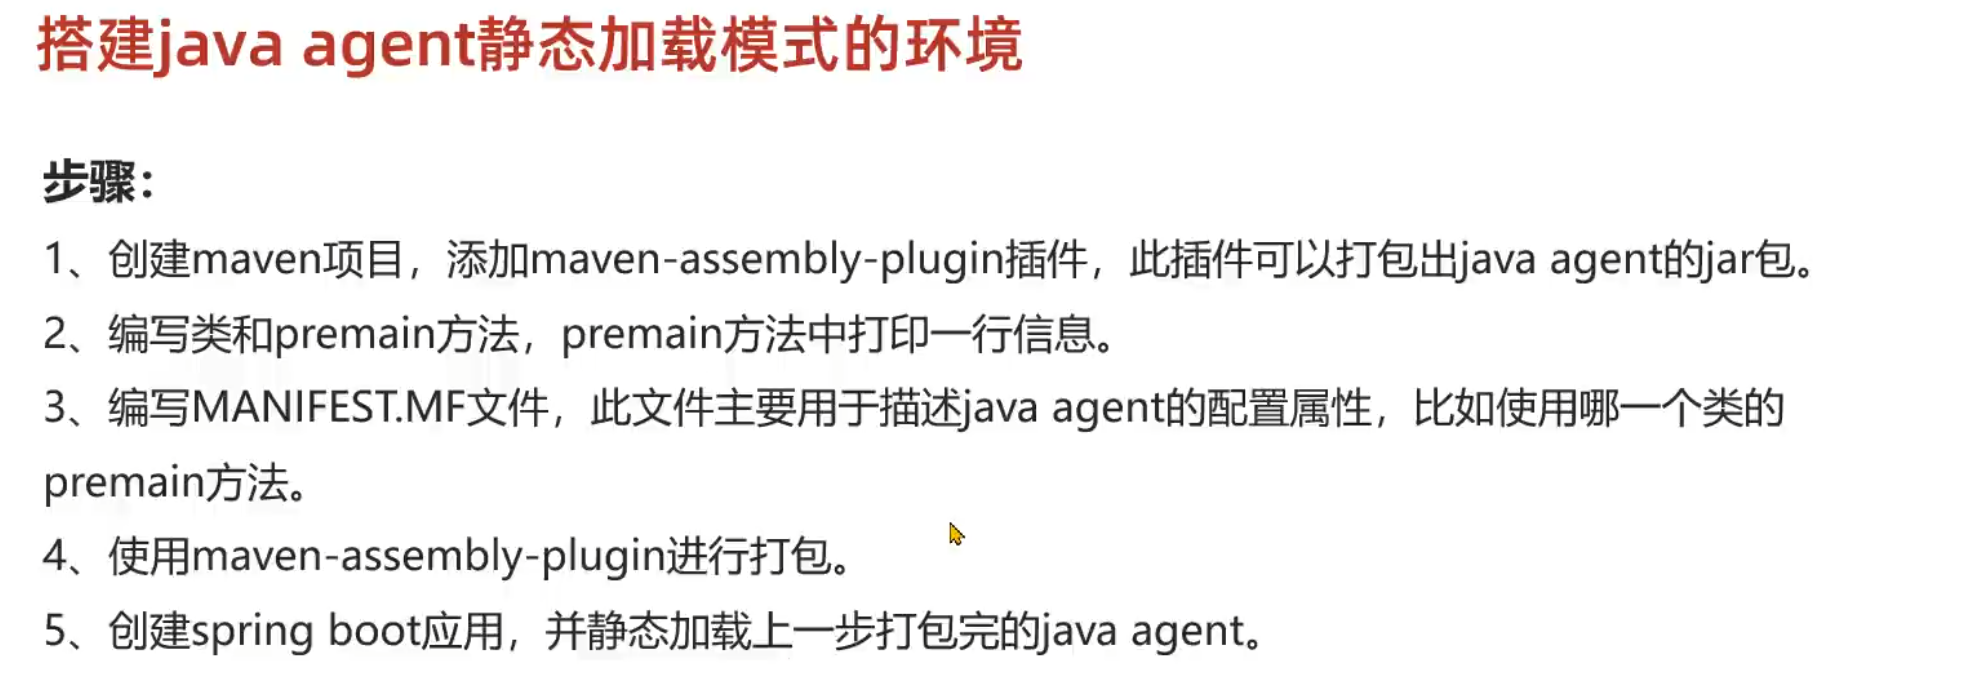 搭建java agent静态加载模式的环境
步骤：
1、创建maven项目，添加maven-assembly-plugin插件，此插件可以打包出java agent的jar包。
2、编写类和premain方法，premain方法中打印一行信息。
3、编写MANIFEST.MF文件，此文件主要用于描述java agent的配置属性，比如使用哪一个类的
premain方法。
4、使用maven-assembly-plugin进行打包。
5、创建spring boot应用，并静态加载上一步打包完的java agent。